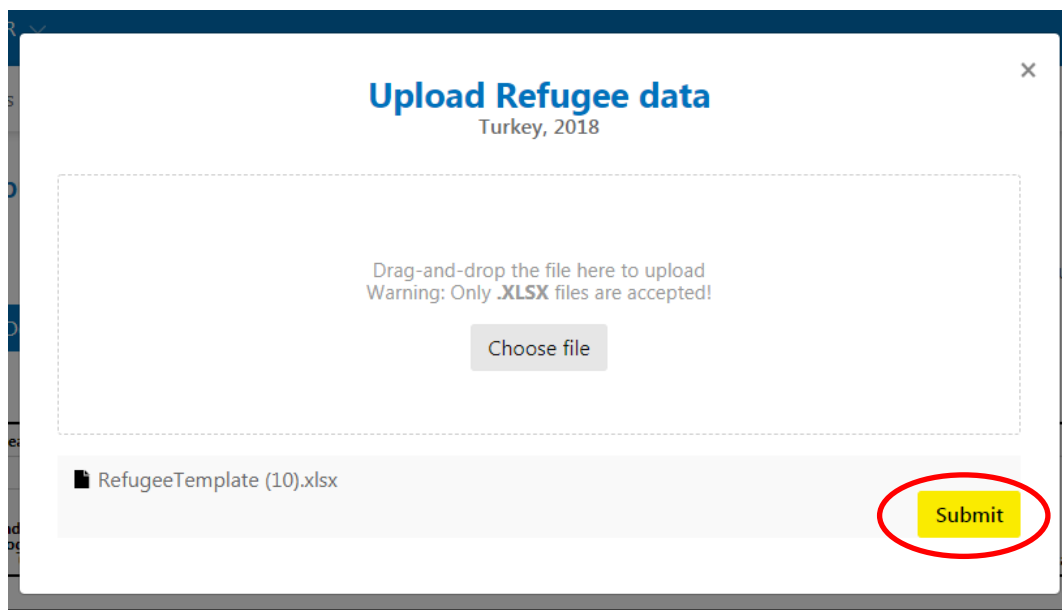 Upload Refugee data
Turkey, 2018
Drag-and-drop the file here to upload
Warning: Only .XLSX files are accepted!
Choose file
RefugeeTemplate (10).xlsx
Submit